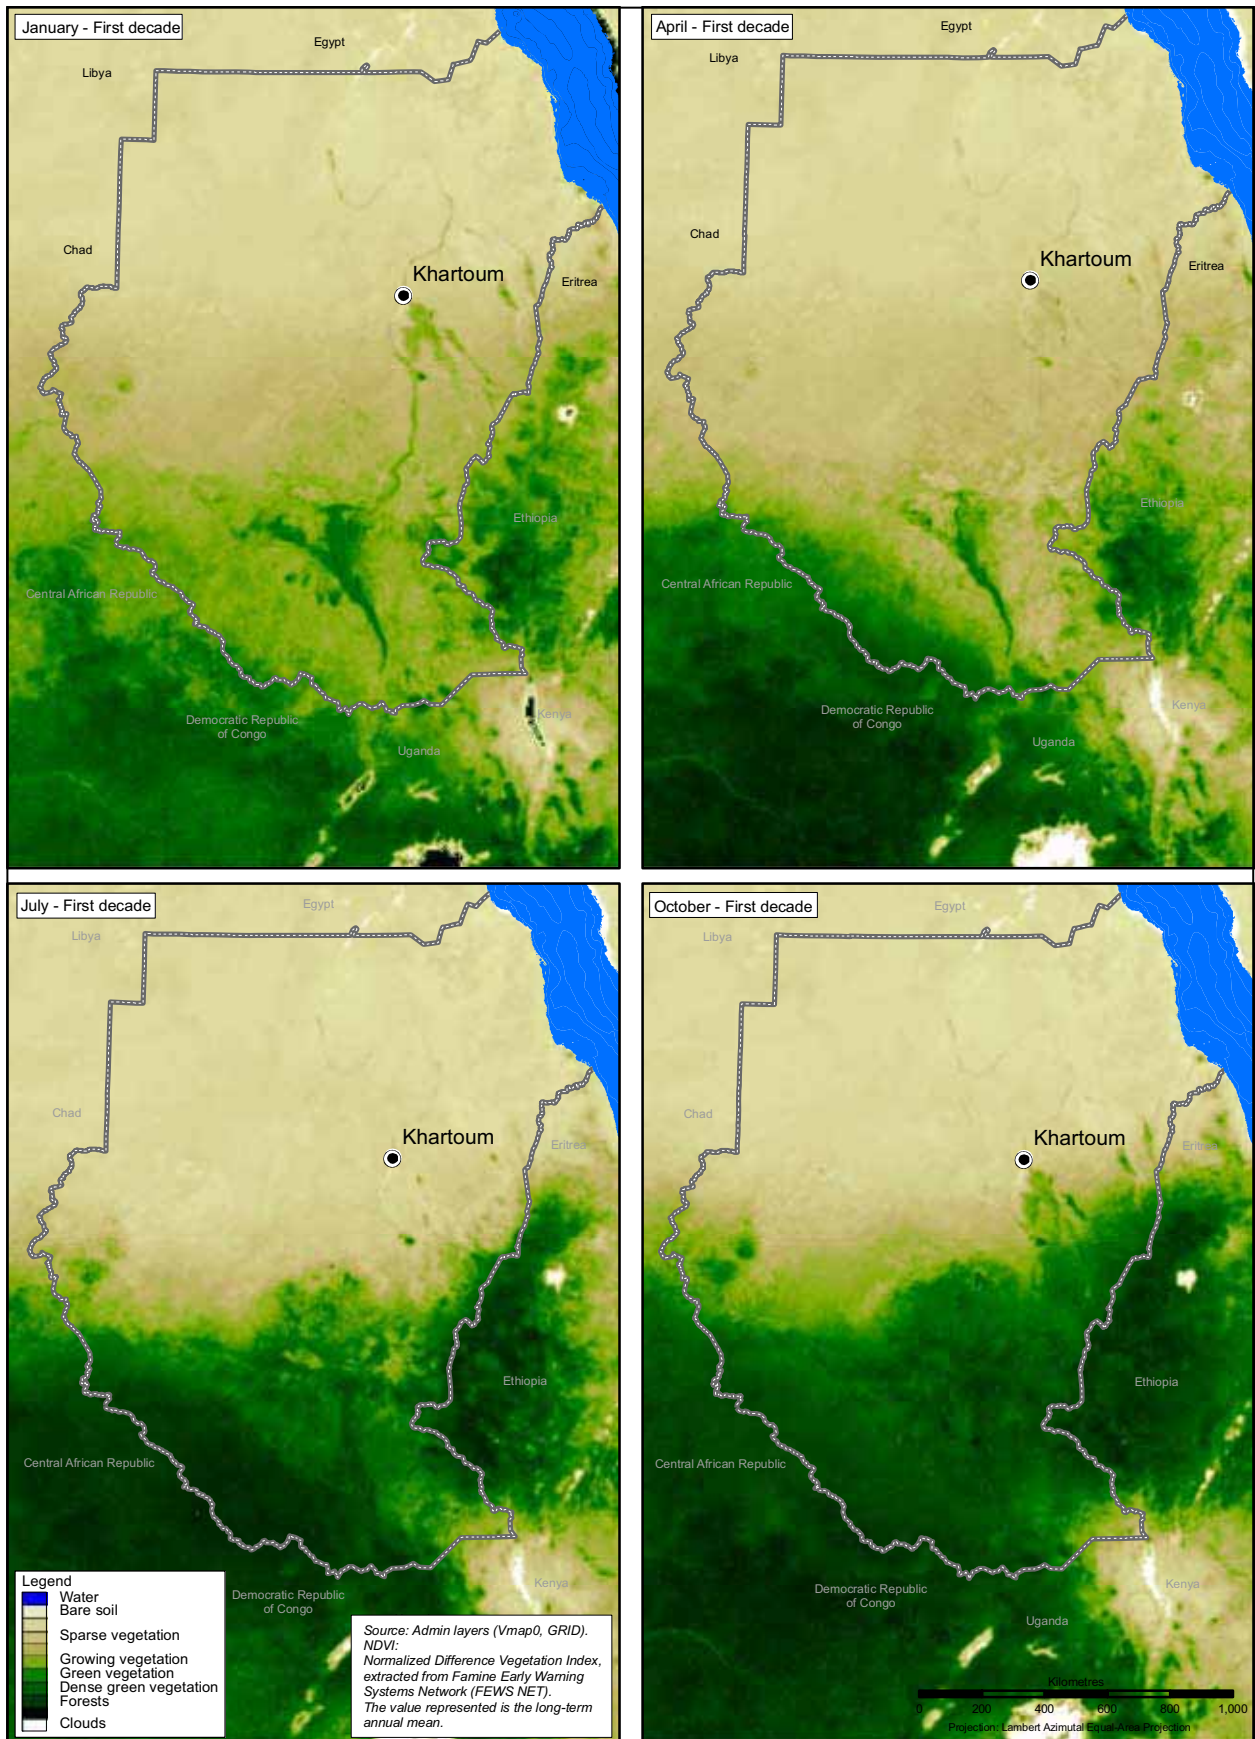 January - First decade
Egypt
Libya
Chad
Khartoum
Eritrea
Ethiopia
Central African Republic
Democratic Republic
of Congo
Kenya
Uganda
April - First decade
Egypt
Libya
Chad
Khartoum
Eritrea
Ethiopia
Central African Republic
Democratic Republic
of Congo
Kenya
Uganda
July - First decade
Egypt
Libya
Chad
Khartoum
Eritrea
Ethiopia
Central African Republic
Kenya
Democratic Republic
of Congo
Legend
Water
Bare soil
Sparse vegetation
Growing vegetation
Green vegetation
Dense green vegetation
Forests
Clouds
Source: Admin layers (Vmap0, GRID).
NDVI:
Normalized Difference Vegetation Index,
extracted from Famine Early Warning
Systems Network (FEWS NET).
The value represented is the long-term
annual mean.
October - First decade
Egypt
Libya
Chad
Khartoum
Eritrea
Ethiopia
Central African Republic
Democratic Republic
of Congo
Kenya
Uganda
Kilometres
0 200 400 600 800 1,000
Projection: Lambert Azimutal Equal-Area Projection